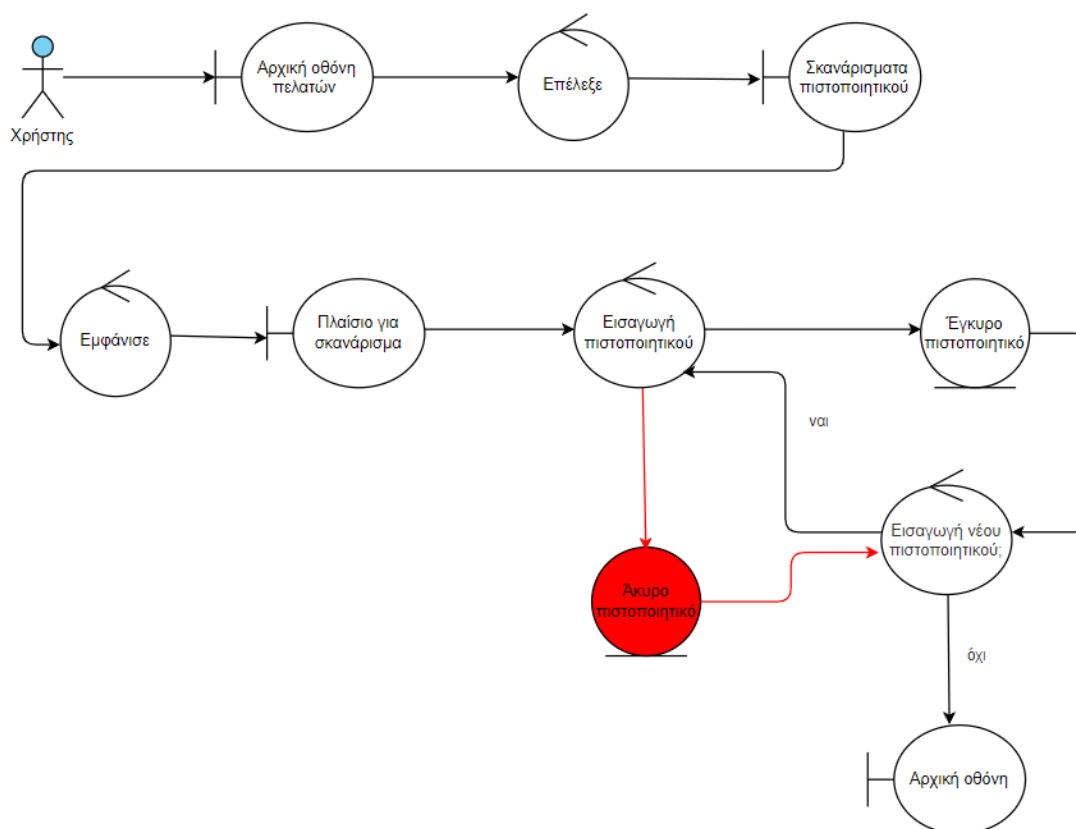 Αρχική οθόνη
πελατών
Επέλεξε
Σκανάρισματα
πιστοποιητικού
Χρήστης
Εμφάνισε
Πλαίσιο για
σκανάρισμα
Εισαγωγή
πιστοποιητικού
Έγκυρο
πιστοποιητικό
ναι
Εισαγωγή νέου
πιστοποιητικού;
Άκυρο
πιστοποιητικό
όχι
Αρχική οθόνη